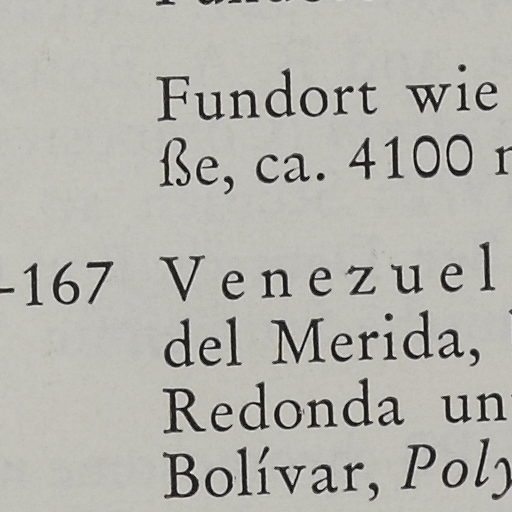 Fundort wie
ße, ca. 4100
-167 Venezuel
del Merida,
Redonda un
Bolívar, Poly